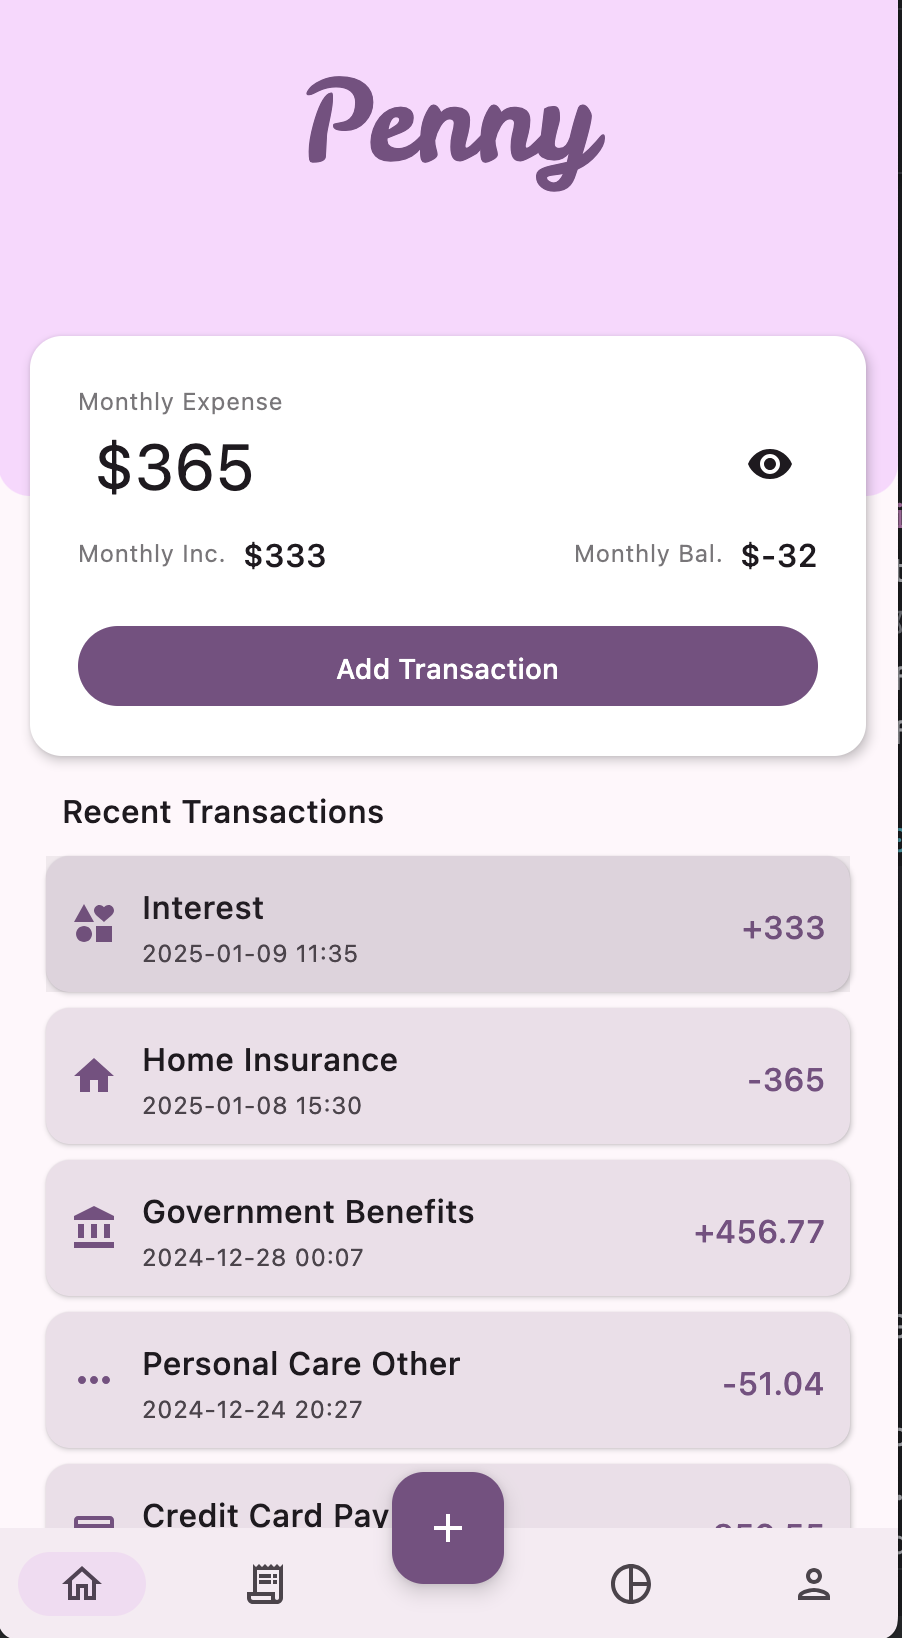 Penny
Monthly Expense
$365
Monthly Inc. $333 Monthly Bal. $-32
Add Transaction
Recent Transactions
Interest
+333
2025-01-09 11:35
Home Insurance
-365
2025-01-08 15:30
Government Benefits
+456.77
2024-12-28 00:07
Personal Care Other
-51.04
2024-12-24 20:27
Credit Card Pay
+